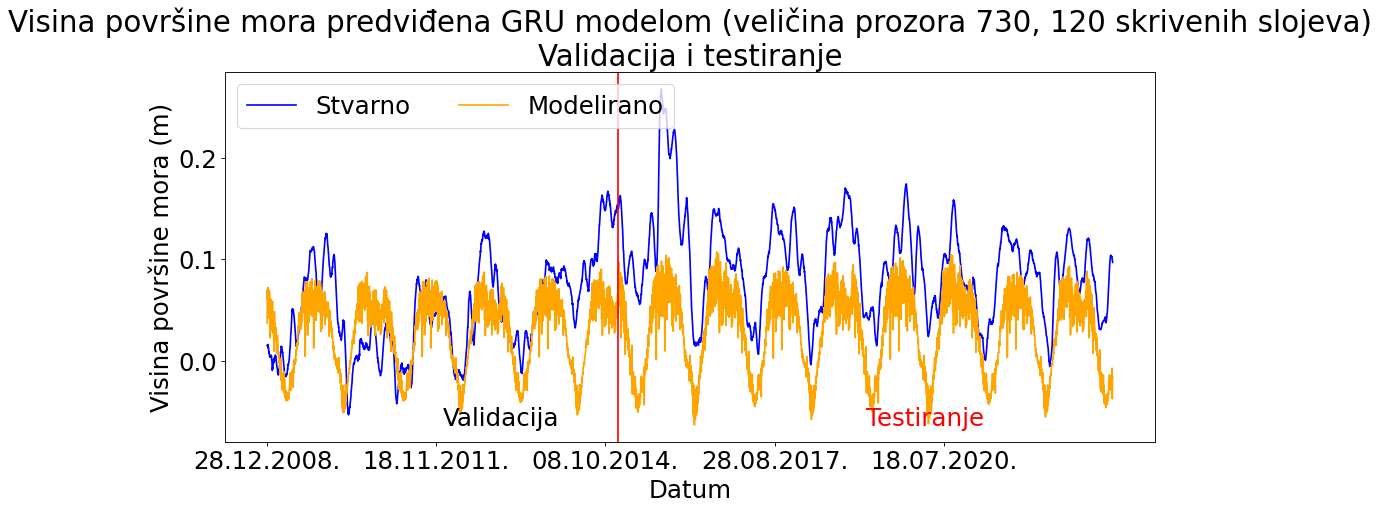 Visina površine mora predviđena GRU modelom (veličina prozora 730, 120 skrivenih slojeva)
Validacija i testiranje
Stvarno Modelirano
Visina površine mora (m)
0.2
0.1
0.0
Validacija Testiranje
28.12.2008. 18.11.2011. 08.10.2014. 28.08.2017. 18.07.2020.
Datum